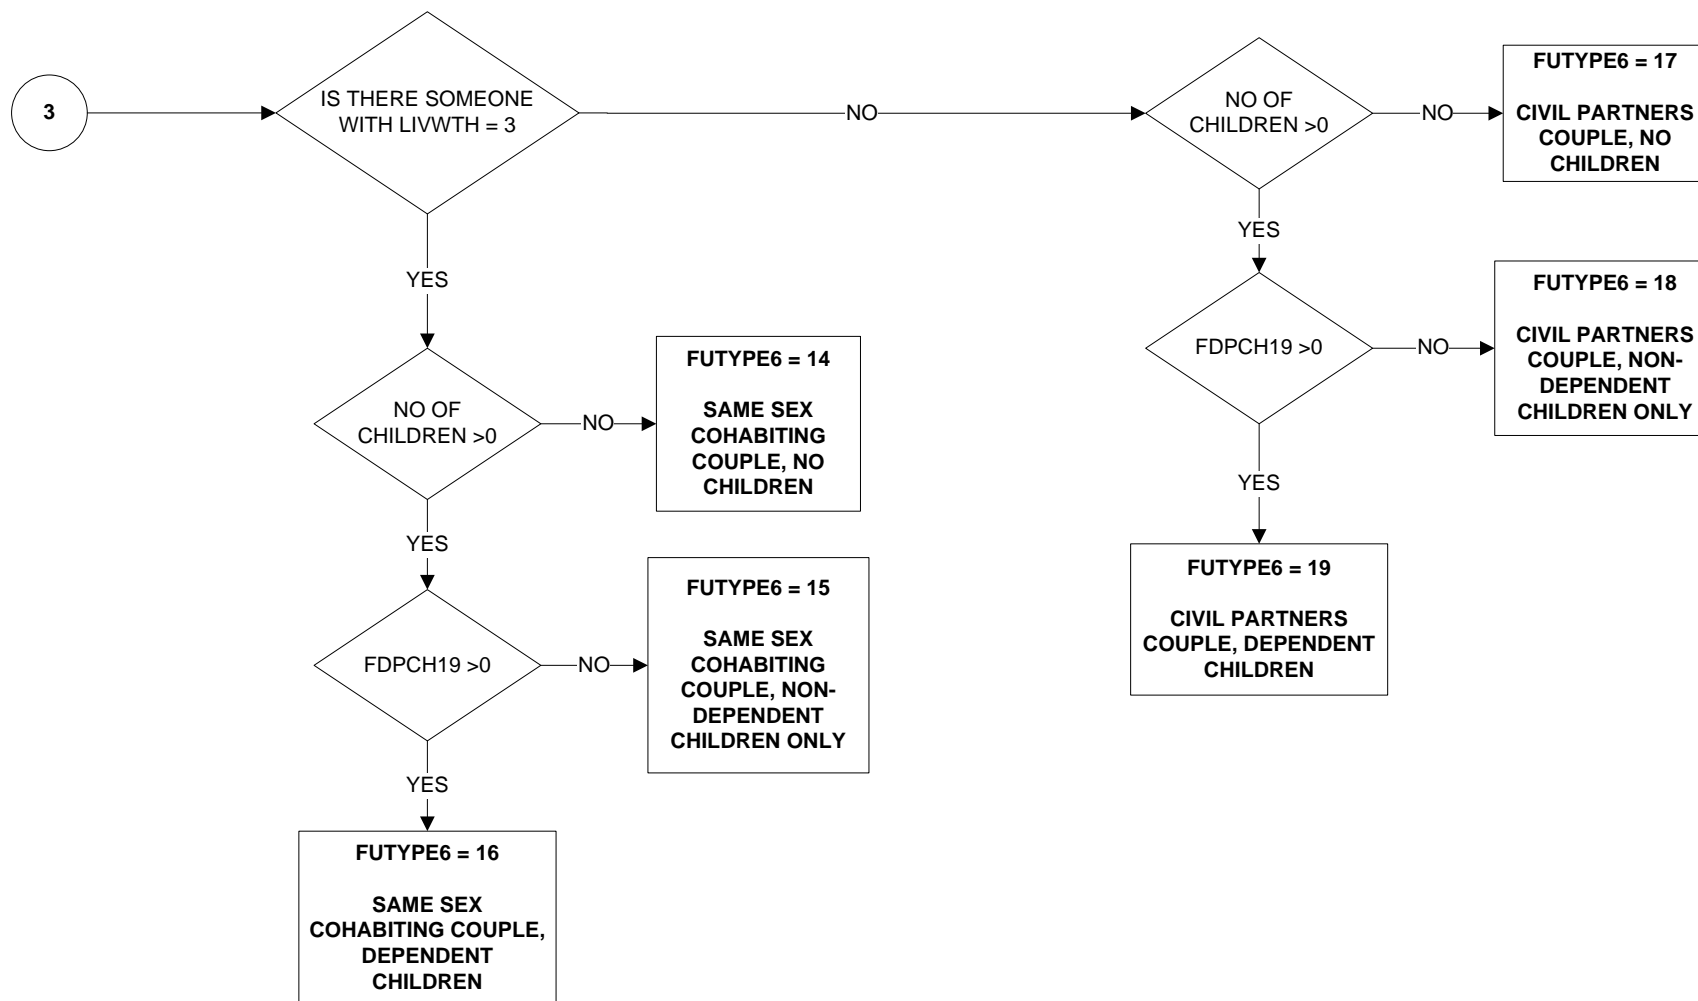 3
IS THERE SOMEONE
WITH LIVWTH = 3
NO
NO OF
CHILDREN >0
NO
FUTYPE6 = 17
CIVIL PARTNERS
COUPLE, NO
CHILDREN
YES
YES
FDPCH19 >0
NO
FUTYPE6 = 18
CIVIL PARTNERS
COUPLE, NON-
DEPENDENT
CHILDREN ONLY
NO OF
CHILDREN >0
NO
FUTYPE6 = 14
SAME SEX
COHABITING
COUPLE, NO
CHILDREN
YES
YES
FUTYPE6 = 19
CIVIL PARTNERS
COUPLE, DEPENDENT
CHILDREN
FDPCH19 >0
NO
FUTYPE6 = 15
SAME SEX
COHABITING
COUPLE, NON-
DEPENDENT
CHILDREN ONLY
YES
FUTYPE6 = 16
SAME SEX
COHABITING COUPLE,
DEPENDENT
CHILDREN